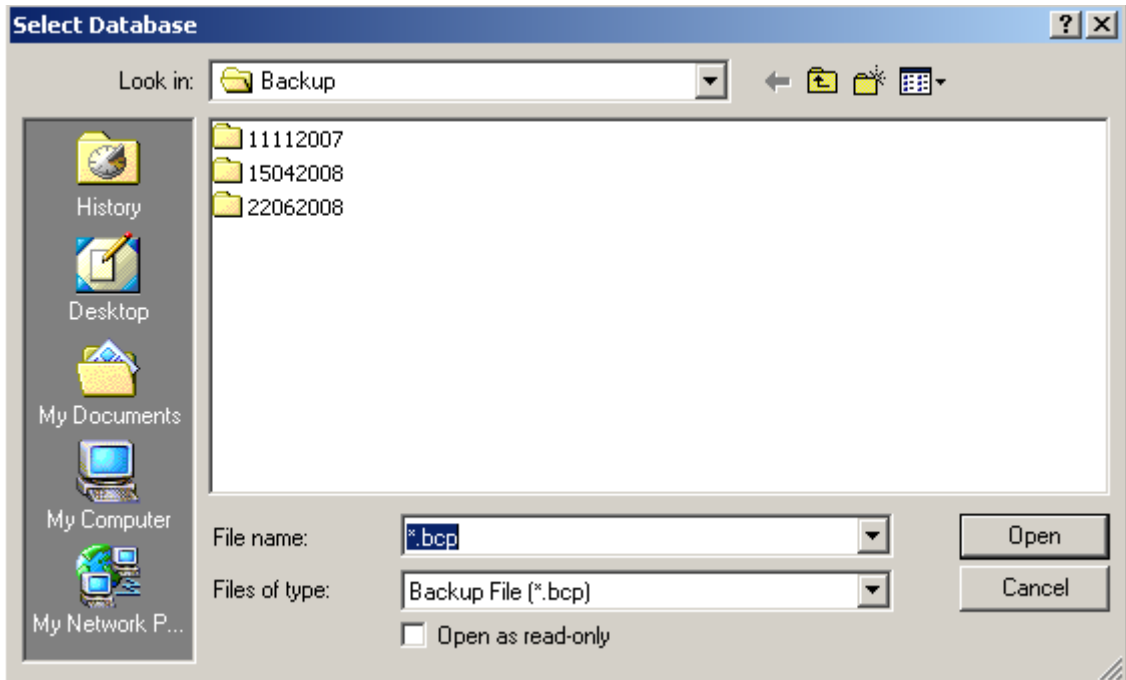 Select Database
Look in: Backup
11112007
15042008
22062008
History
Desktop
My Documents
My Computer
My Network P...
File name: *.bcp Open
Files of type: Backup File (*.bcp) Cancel
Open as read-only